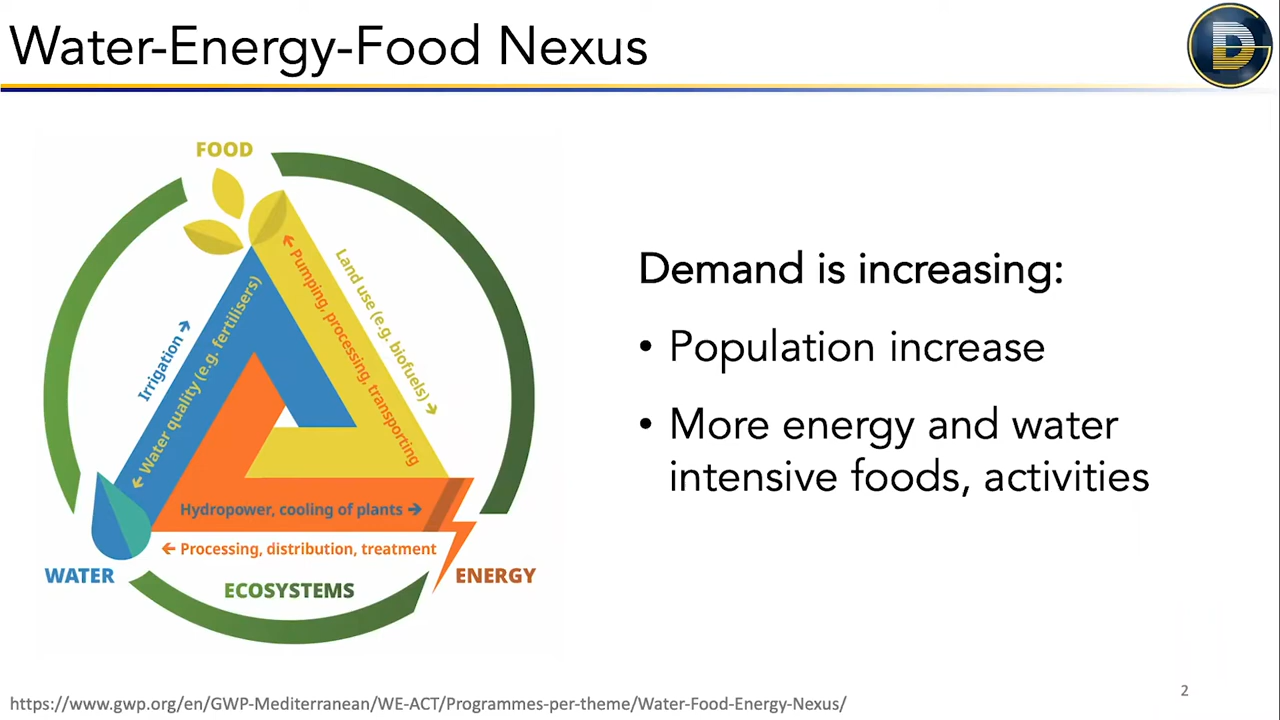 Water-Energy-Food Nexus
FOOD
Irrigation →
← Water quality (e.g. fertilisers)
← Pumping, processing, transporting
Land use (e.g. biofuels) →
Hydropower, cooling of plants →
← Processing, distribution, treatment
WATER
ECOSYSTEMS
ENERGY
Demand is increasing:
• Population increase
• More energy and water
intensive foods, activities
https://www.gwp.org/en/GWP-Mediterranean/WE-ACT/Programmes-per-theme/Water-Food-Energy-Nexus/
2